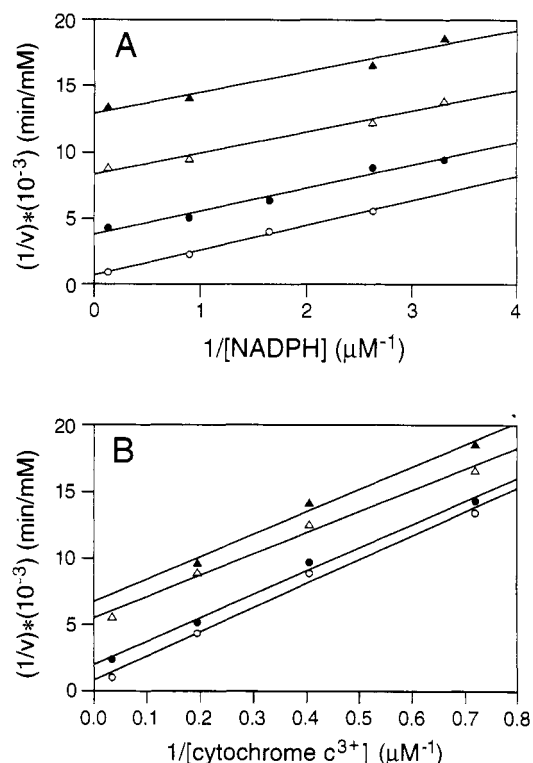 A
20
15
10
5
0
(1/v)*(10⁻³) (min/mM)
0 1 2 3 4
1/[NADPH] (μM⁻¹)
B
20
15
10
5
0
(1/v)*(10⁻³) (min/mM)
0.0 0.1 0.2 0.3 0.4 0.5 0.6 0.7 0.8
1/[cytochrome c³⁺] (μM⁻¹)